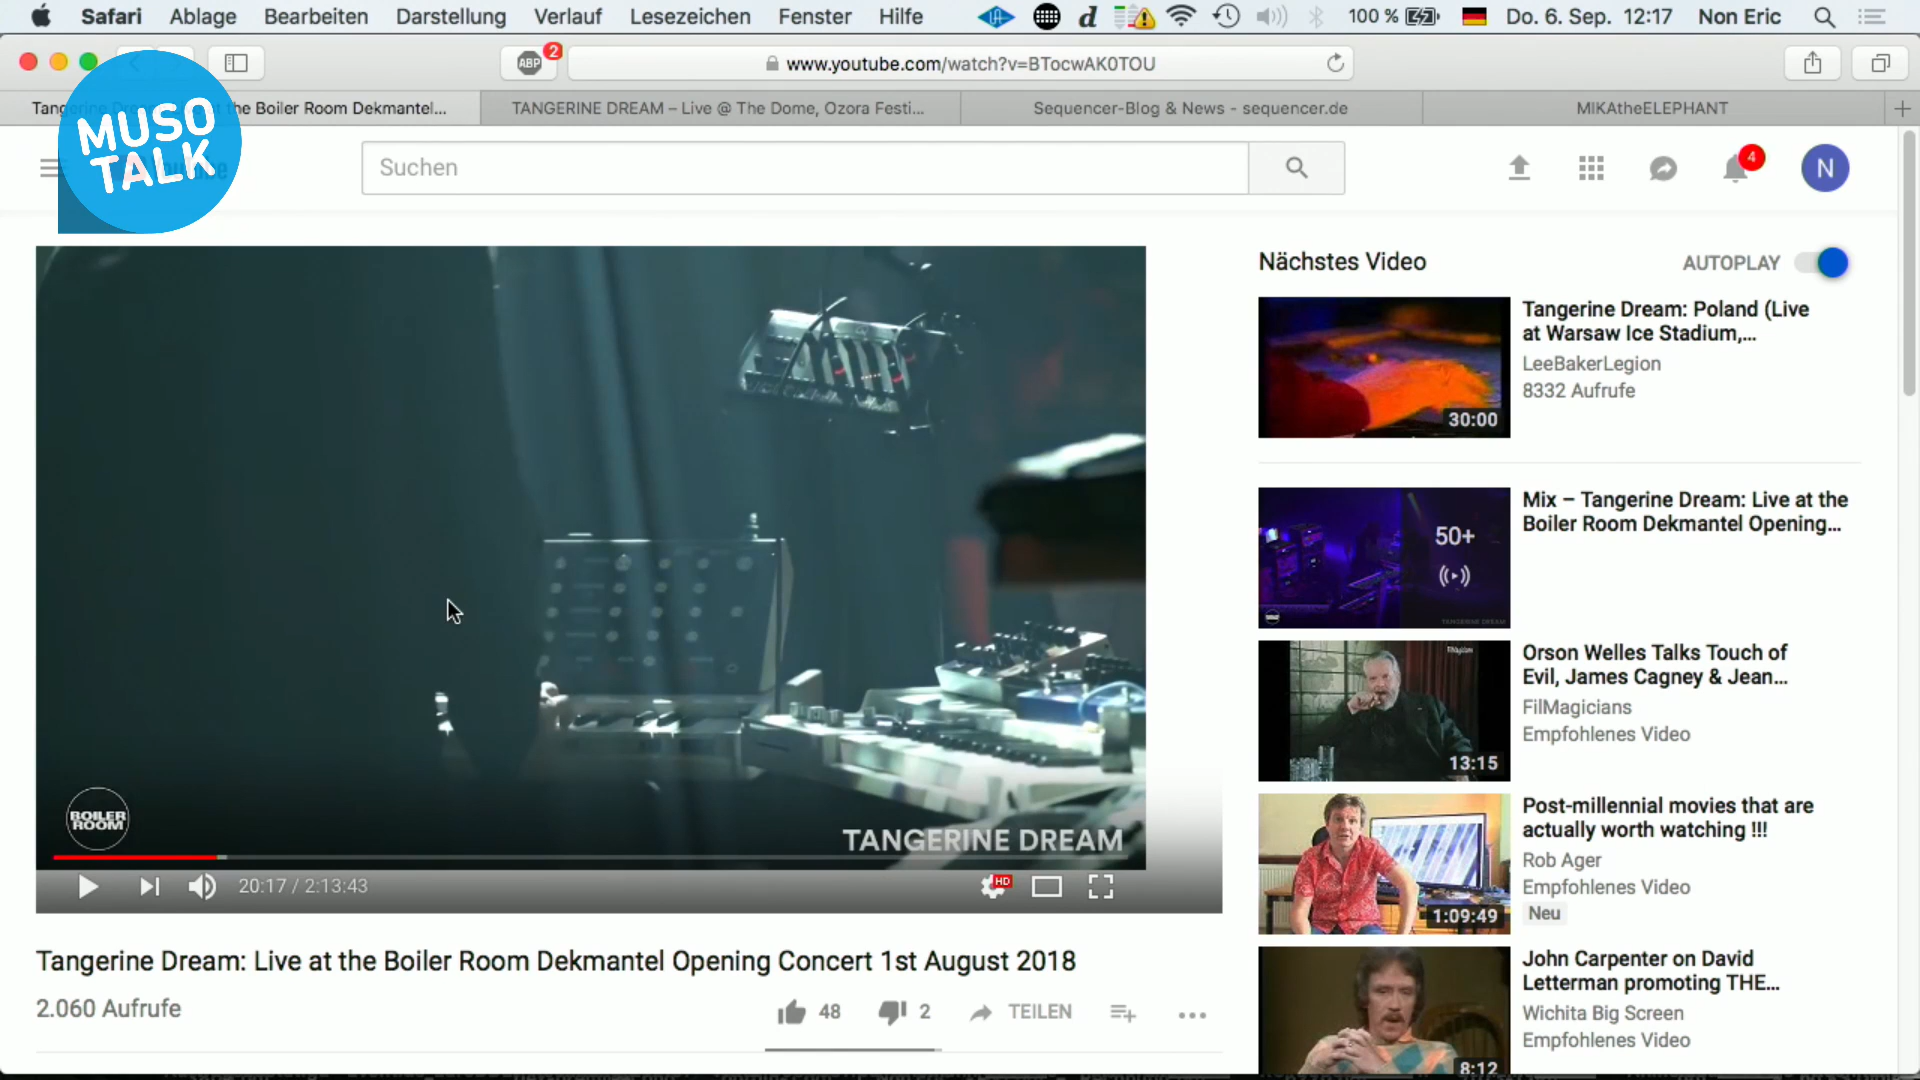 Safari Ablage Bearbeiten Darstellung Verlauf Lesezeichen Fenster Hilfe 100 % Do. 6. Sep. 12:17 Non Eric
ABP 2 www.youtube.com/watch?v=BTocwAK0TOU
the Boiler Room Dekmantel... TANGERINE DREAM – Live @ The Dome, Ozora Festi... Sequencer-Blog & News - sequencer.de MIKAtheELEPHANT
MUSO
TALK
Suchen 4 N
Nächstes Video AUTOPLAY
Tangerine Dream: Poland (Live
at Warsaw Ice Stadium,...
LeeBakerLegion
8332 Aufrufe
30:00
Mix – Tangerine Dream: Live at the
Boiler Room Dekmantel Opening...
50+
TANGERINE DREAM
Orson Welles Talks Touch of
Evil, James Cagney & Jean...
FilMagicians
Empfohlenes Video
13:15
Post-millennial movies that are
actually worth watching !!!
Rob Ager
Empfohlenes Video
Neu
1:09:49
John Carpenter on David
Letterman promoting THE...
Wichita Big Screen
Empfohlenes Video
8:12
BOILER
ROOM
TANGERINE DREAM
20:17 / 2:13:43 HD
Tangerine Dream: Live at the Boiler Room Dekmantel Opening Concert 1st August 2018
2.060 Aufrufe 48 2 TEILEN